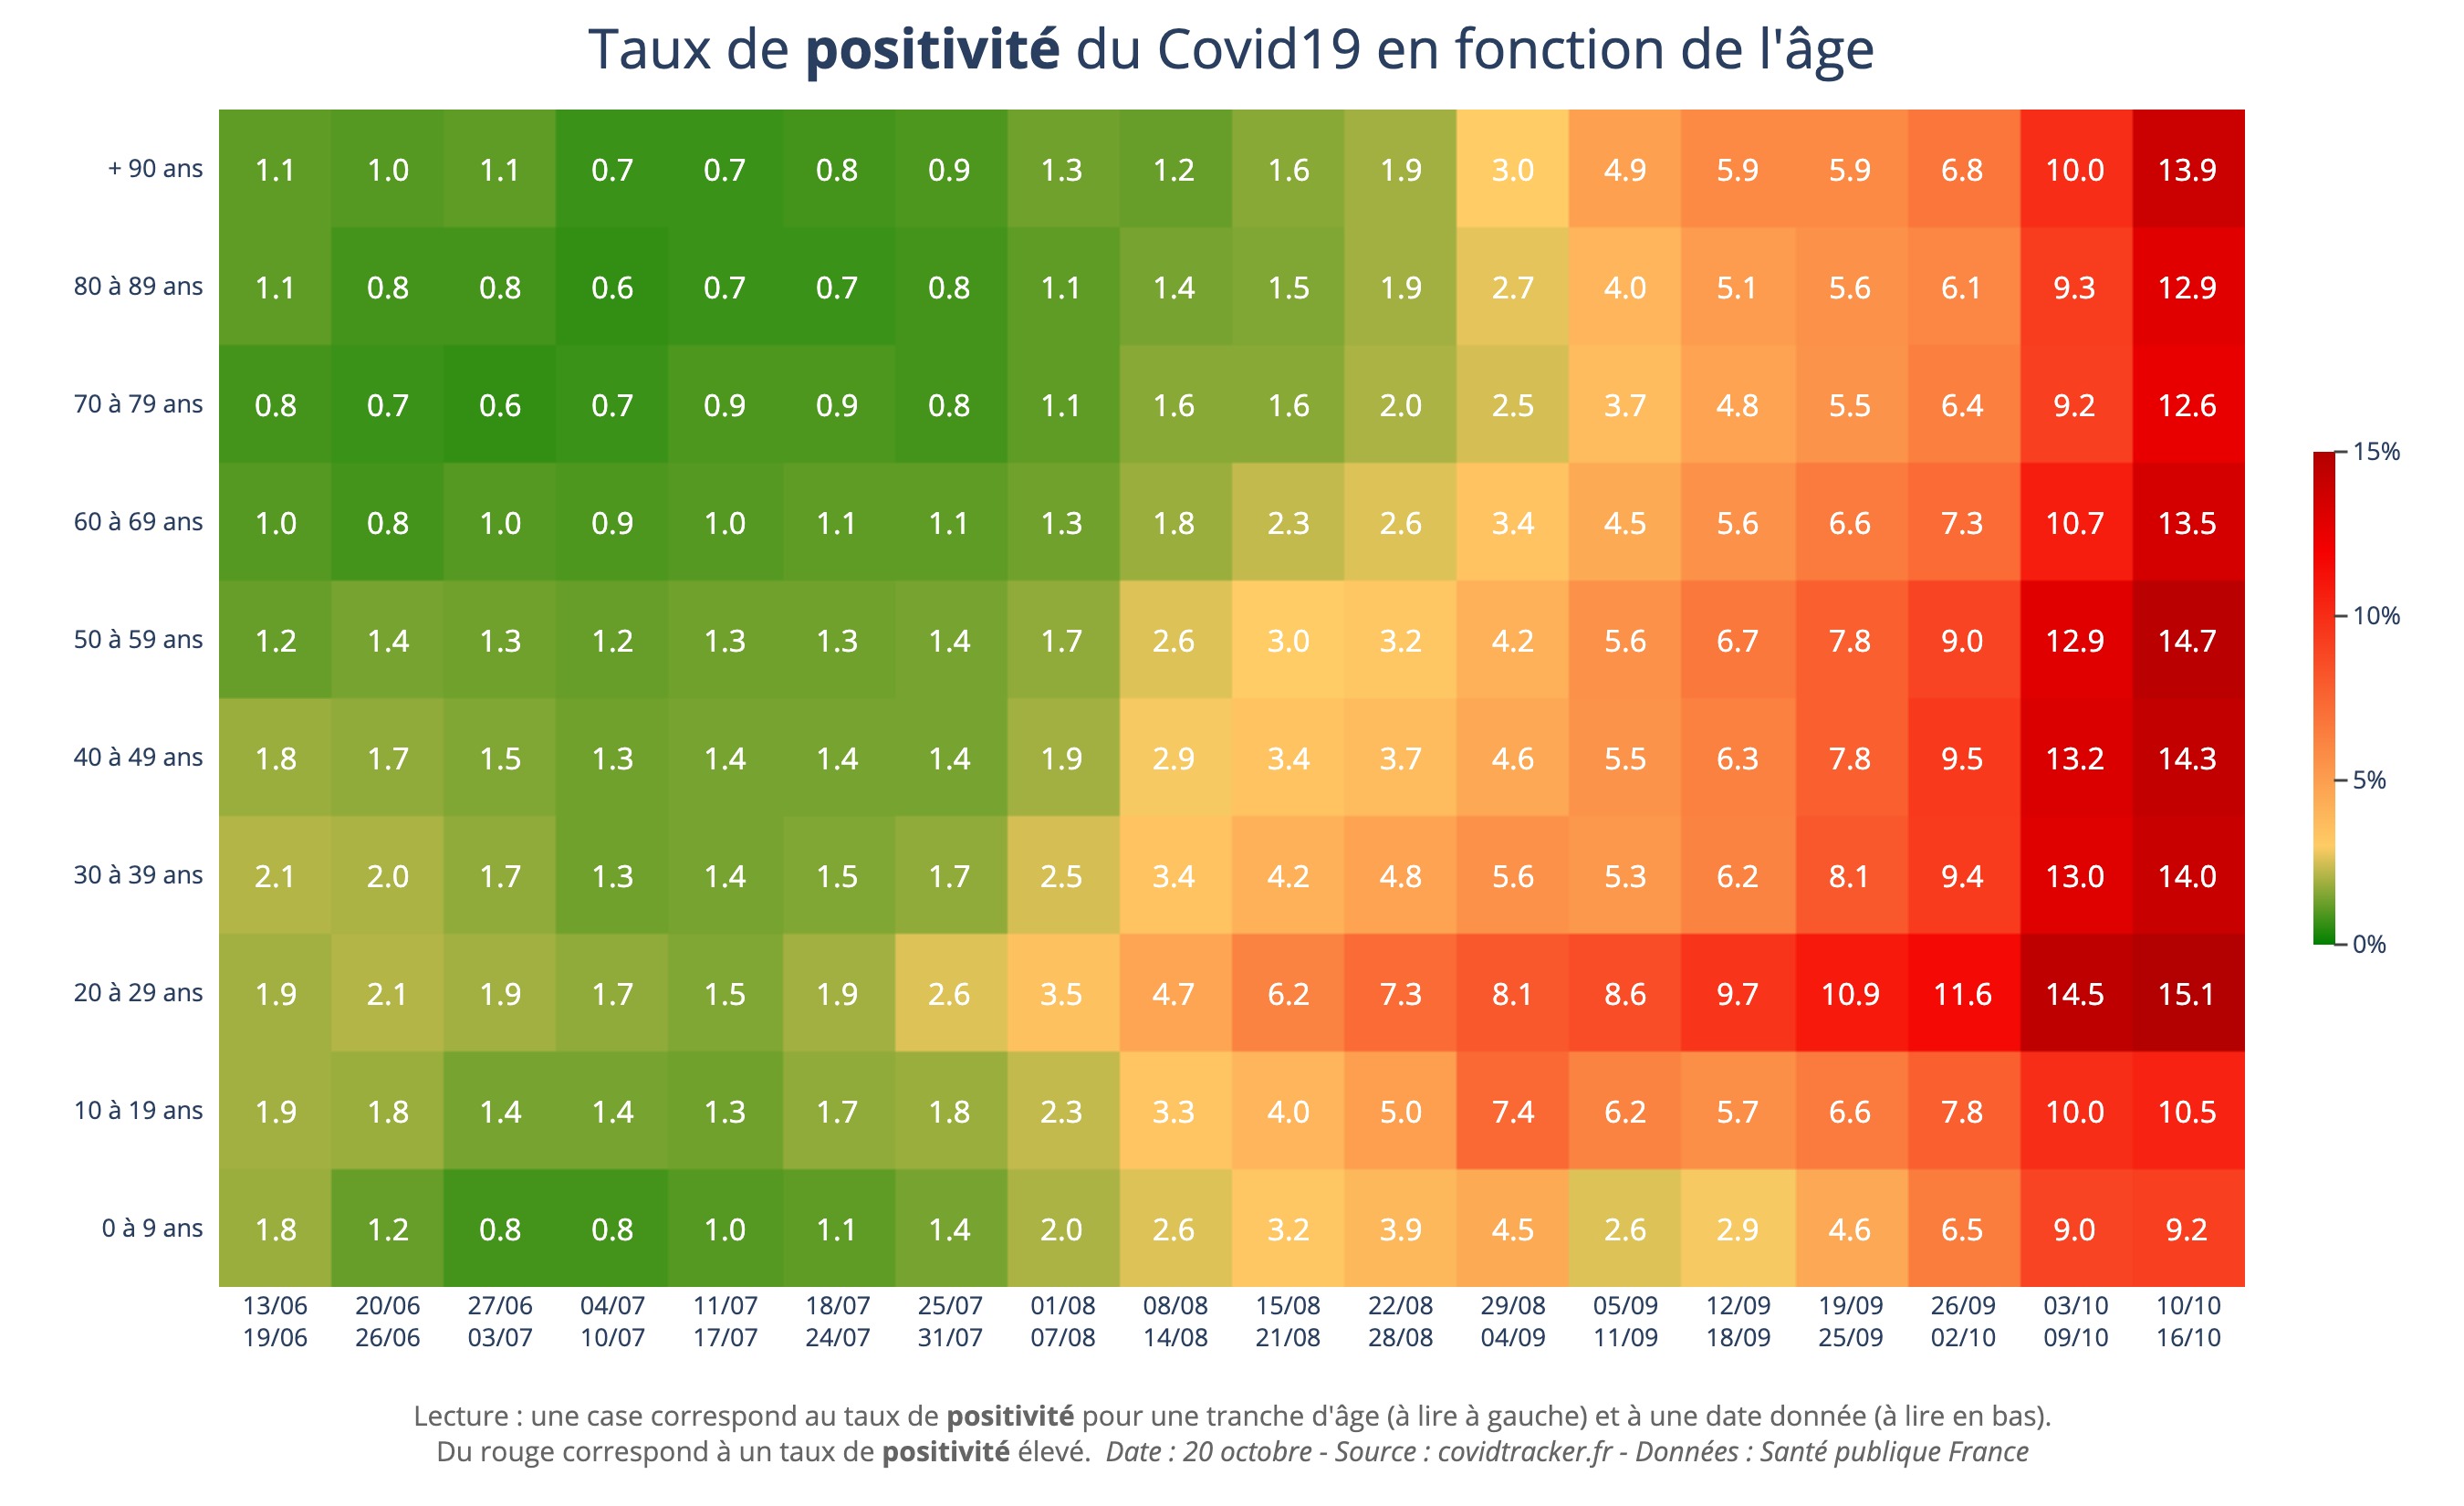 Taux de positivité du Covid19 en fonction de l'âge
+ 90 ans 1.1 1.0 1.1 0.7 0.7 0.8 0.9 1.3 1.2 1.6 1.9 3.0 4.9 5.9 5.9 6.8 10.0 13.9
80 à 89 ans 1.1 0.8 0.8 0.6 0.7 0.7 0.8 1.1 1.4 1.5 1.9 2.7 4.0 5.1 5.6 6.1 9.3 12.9
70 à 79 ans 0.8 0.7 0.6 0.7 0.9 0.9 0.8 1.1 1.6 1.6 2.0 2.5 3.7 4.8 5.5 6.4 9.2 12.6
60 à 69 ans 1.0 0.8 1.0 0.9 1.0 1.1 1.1 1.3 1.8 2.3 2.6 3.4 4.5 5.6 6.6 7.3 10.7 13.5
50 à 59 ans 1.2 1.4 1.3 1.2 1.3 1.3 1.4 1.7 2.6 3.0 3.2 4.2 5.6 6.7 7.8 9.0 12.9 14.7
40 à 49 ans 1.8 1.7 1.5 1.3 1.4 1.4 1.4 1.9 2.9 3.4 3.7 4.6 5.5 6.3 7.8 9.5 13.2 14.3
30 à 39 ans 2.1 2.0 1.7 1.3 1.4 1.5 1.7 2.5 3.4 4.2 4.8 5.6 5.3 6.2 8.1 9.4 13.0 14.0
20 à 29 ans 1.9 2.1 1.9 1.7 1.5 1.9 2.6 3.5 4.7 6.2 7.3 8.1 8.6 9.7 10.9 11.6 14.5 15.1
10 à 19 ans 1.9 1.8 1.4 1.4 1.3 1.7 1.8 2.3 3.3 4.0 5.0 7.4 6.2 5.7 6.6 7.8 10.0 10.5
0 à 9 ans 1.8 1.2 0.8 0.8 1.0 1.1 1.4 2.0 2.6 3.2 3.9 4.5 2.6 2.9 4.6 6.5 9.0 9.2
13/06 20/06 27/06 04/07 11/07 18/07 25/07 01/08 08/08 15/08 22/08 29/08 05/09 12/09 19/09 26/09 03/10 10/10
19/06 26/06 03/07 10/07 17/07 24/07 31/07 07/08 14/08 21/08 28/08 04/09 11/09 18/09 25/09 02/10 09/10 16/10
15%
10%
5%
0%
Lecture : une case correspond au taux de positivité pour une tranche d'âge (à lire à gauche) et à une date donnée (à lire en bas).
Du rouge correspond à un taux de positivité élevé. Date : 20 octobre - Source : covidtracker.fr - Données : Santé publique France